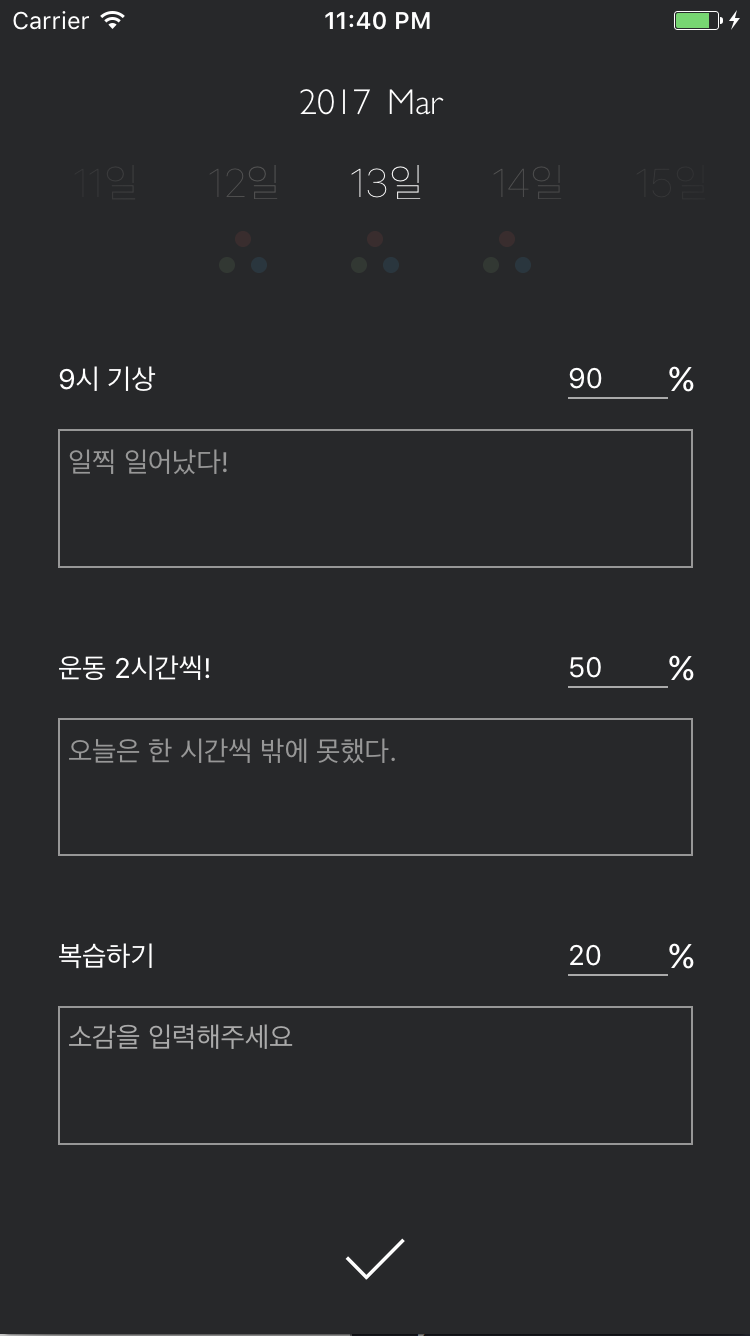 Carrier 11:40 PM
2017 Mar
11일 12일 13일 14일 15일
9시 기상 90 %
일찍 일어났다!
운동 2시간씩! 50 %
오늘은 한 시간씩 밖에 못했다.
복습하기 20 %
소감을 입력해주세요